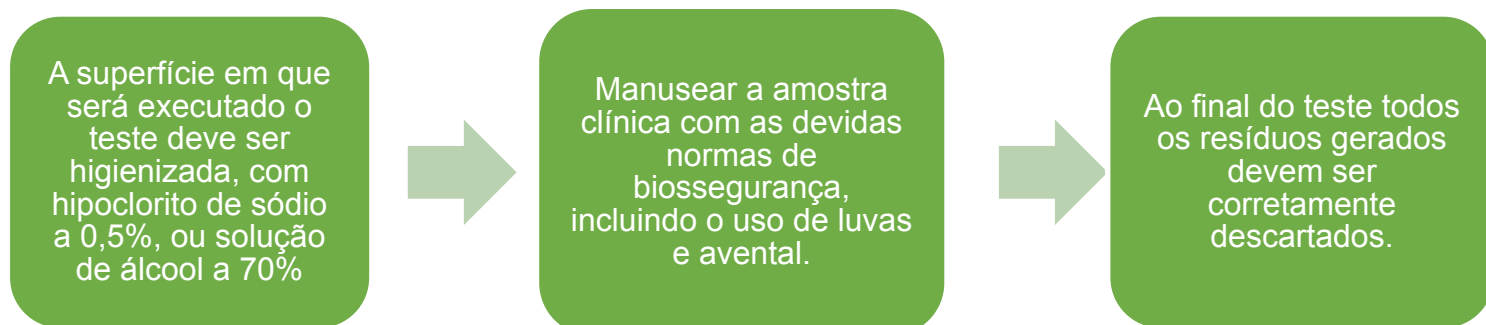 A superfície em que
será executado o
teste deve ser
higienizada, com
hipoclorito de sódio
a 0,5%, ou solução
de álcool a 70%
Manusear a amostra
clínica com as devidas
normas de
biossegurança,
incluindo o uso de luvas
e avental.
Ao final do teste todos
os resíduos gerados
devem ser
corretamente
descartados.